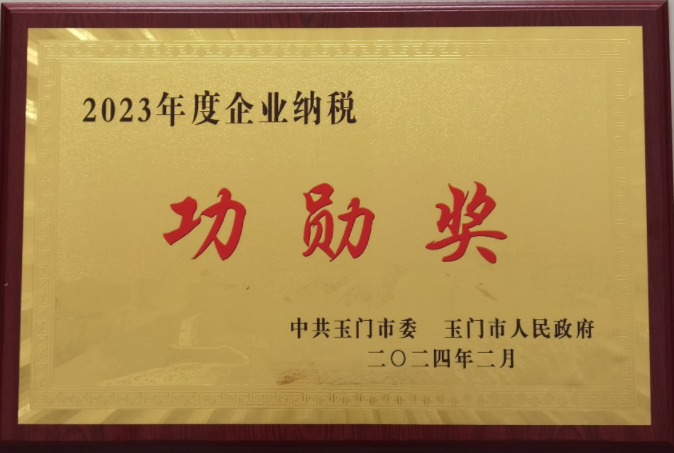 2023年度企业纳税
功勋奖
中共玉门市委 玉门市人民政府
二〇二四年二月